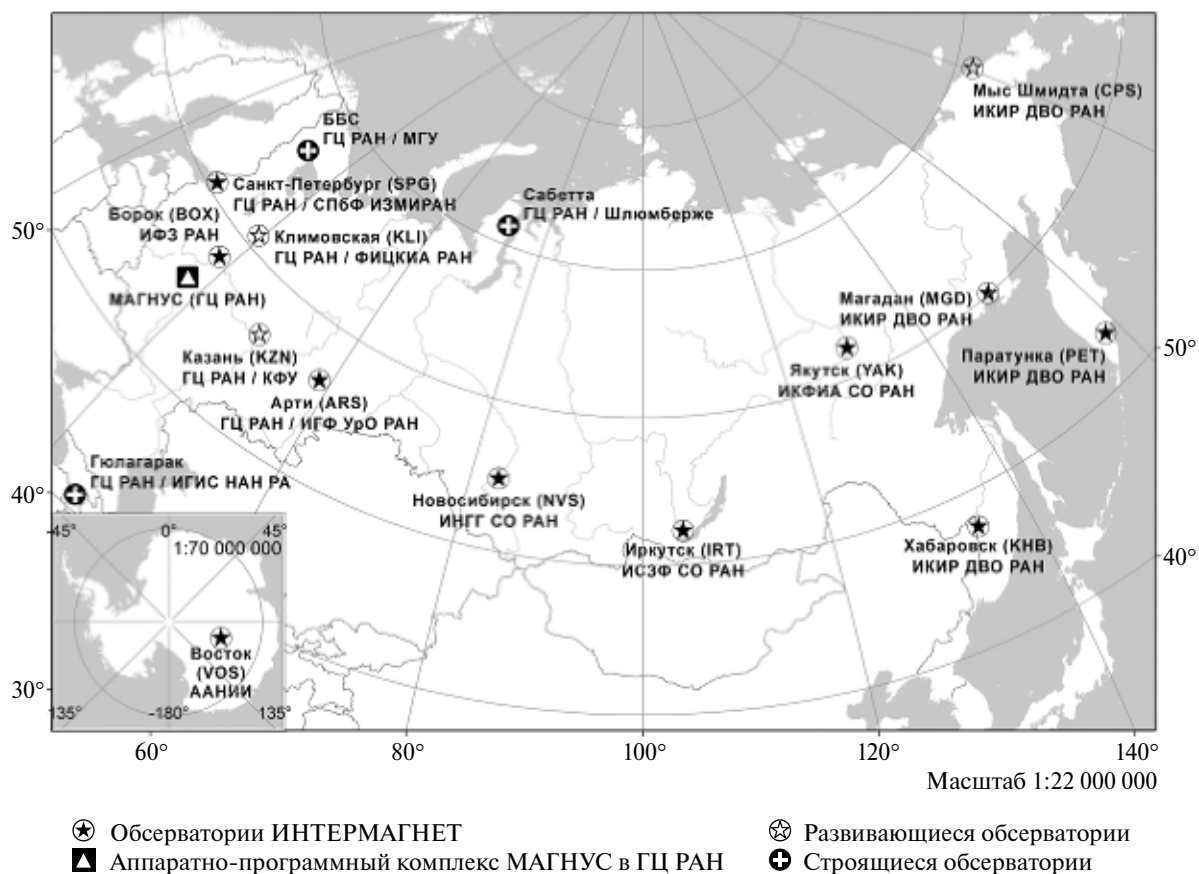 Мыс Шмидта (CPS)
ИКИР ДВО РАН
ББС
ГЦ РАН / МГУ
Санкт-Петербург (SPG)
ГЦ РАН / СПбФ ИЗМИРАН
Сабетта
ГЦ РАН / Шлюмберже
Борок (BOX)
ИФЗ РАН
50°
Климовская (KLI)
ГЦ РАН / ФИЦКИА РАН
МАГНУС (ГЦ РАН)
Магадан (MGD)
ИКИР ДВО РАН
Казань (KZN)
ГЦ РАН / КФУ
Паратунка (PET)
ИКИР ДВО РАН
50°
Якутск (YAK)
ИКФИА СО РАН
Арти (ARS)
ГЦ РАН / ИГФ УрО РАН
Гюлагарак
ГЦ РАН / ИГИС НАН РА
40°
Новосибирск (NVS)
ИНГГ СО РАН
Иркутск (IRT)
ИСЗФ СО РАН
Хабаровск (KHB)
ИКИР ДВО РАН
40°
-45°
0°
45°
1:70 000 000
Восток
(VOS)
ААНИИ
30°
-135°
-180°
135°
60°
80°
100°
120°
140°
Масштаб 1:22 000 000
Обсерватории ИНТЕРМАГНЕТ
Развивающиеся обсерватории
Аппаратно-программный комплекс МАГНУС в ГЦ РАН
Строящиеся обсерватории